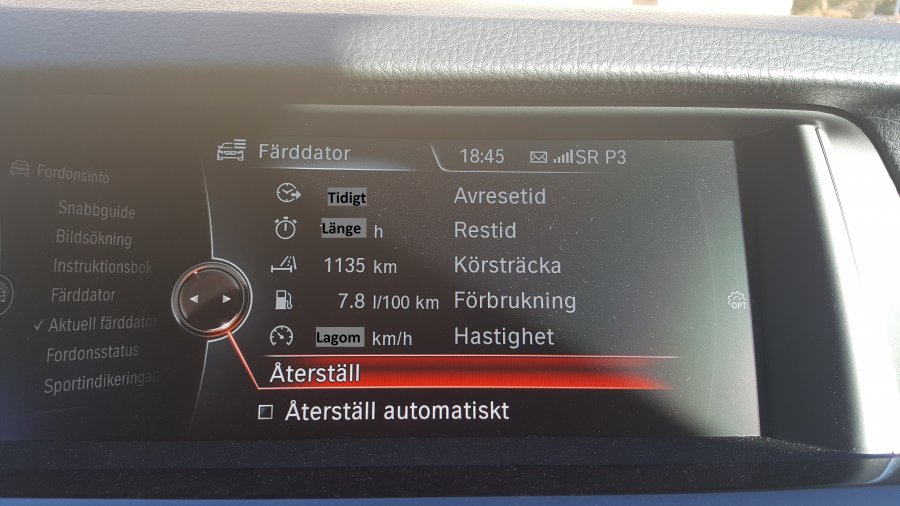 Färddator 18:45 SR P3
Fordonsinfo
Snabbguide
Bildsökning
Instruktionsbok
Färddator
✓ Aktuell färddator
Fordonsstatus
Sportindikeringar
Tidigt Avresetid
Länge h Restid
1135 km Körsträcka
7.8 l/100 km Förbrukning
Lagom km/h Hastighet
OPT
Återställ
Återställ automatiskt